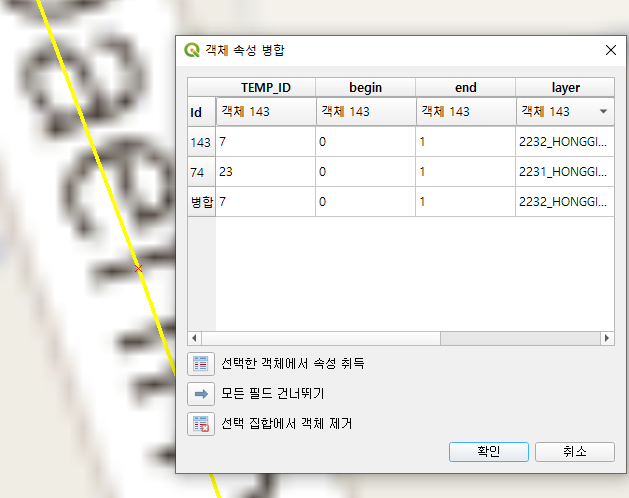 객체 속성 병합
TEMP_ID begin end layer
Id 객체 143 객체 143 객체 143 객체 143
143 7 0 1 2232_HONGGI...
74 23 0 1 2231_HONGGI...
병합 7 0 1 2232_HONGGI...
선택한 객체에서 속성 취득
모든 필드 건너뛰기
선택 집합에서 객체 제거
확인 취소